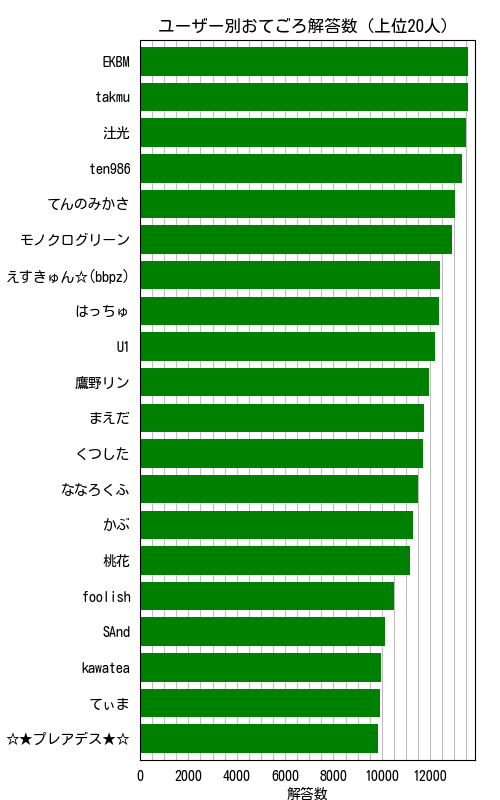 ユーザー別おてごろ解答数 (上位20人)
EKBM
takmu
辻光
ten986
てんのみかさ
モノクログリーン
えすきゅん☆(bbpz)
はっちゅ
U1
鷹野リン
まえだ
くつした
ななろくふ
かぶ
桃花
foolish
SAnd
kawatea
てぃま
☆★プレアデス★☆
0 2000 4000 6000 8000 10000 12000
解答数